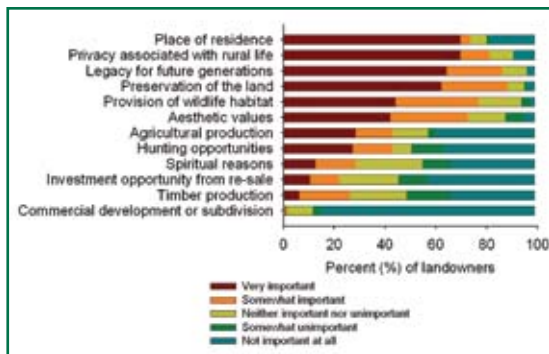 Place of residence
Privacy associated with rural life
Legacy for future generations
Preservation of the land
Provision of wildlife habitat
Aesthetic values
Agricultural production
Hunting opportunities
Spiritual reasons
Investment opportunity from re-sale
Timber production
Commercial development or subdivision
0 20 40 60 80 100
Percent (%) of landowners
Very important
Somewhat important
Neither important nor unimportant
Somewhat unimportant
Not important at all